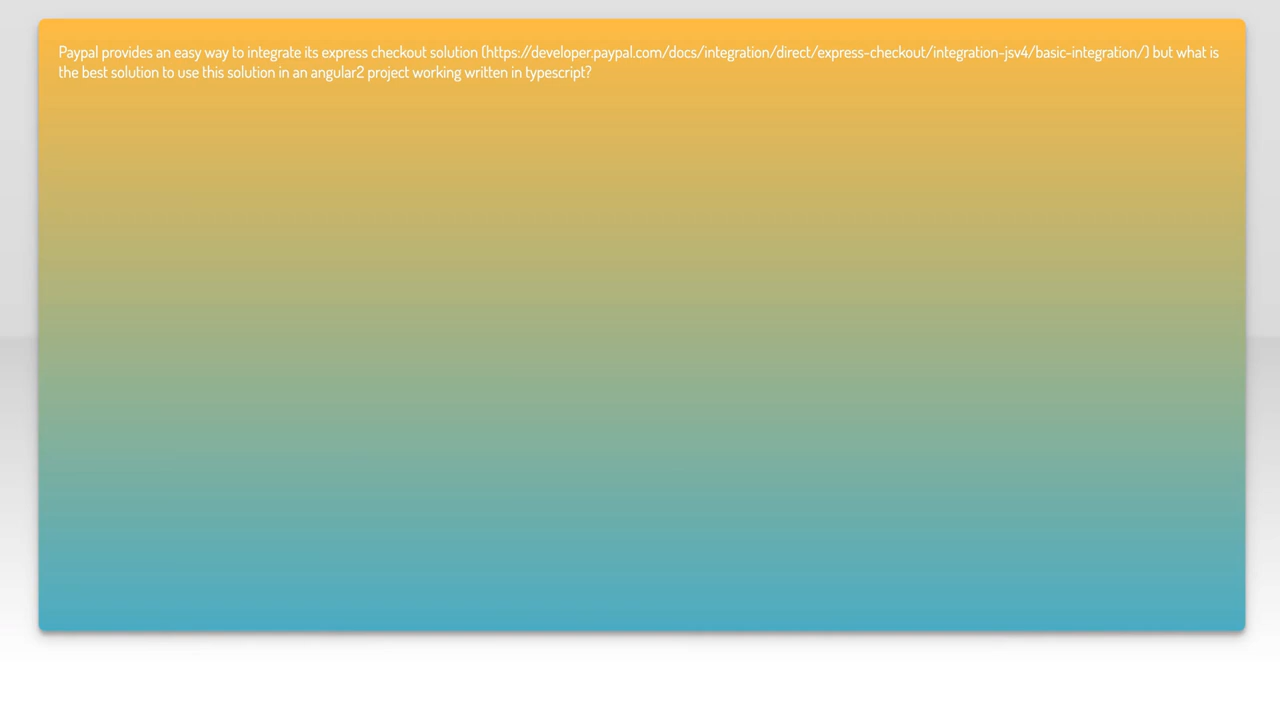 Paypal provides an easy way to integrate its express checkout solution (https://developer.paypal.com/docs/integration/direct/express-checkout/integration-jsv4/basic-integration/) but what is
the best solution to use this solution in an angular2 project working written in typescript?